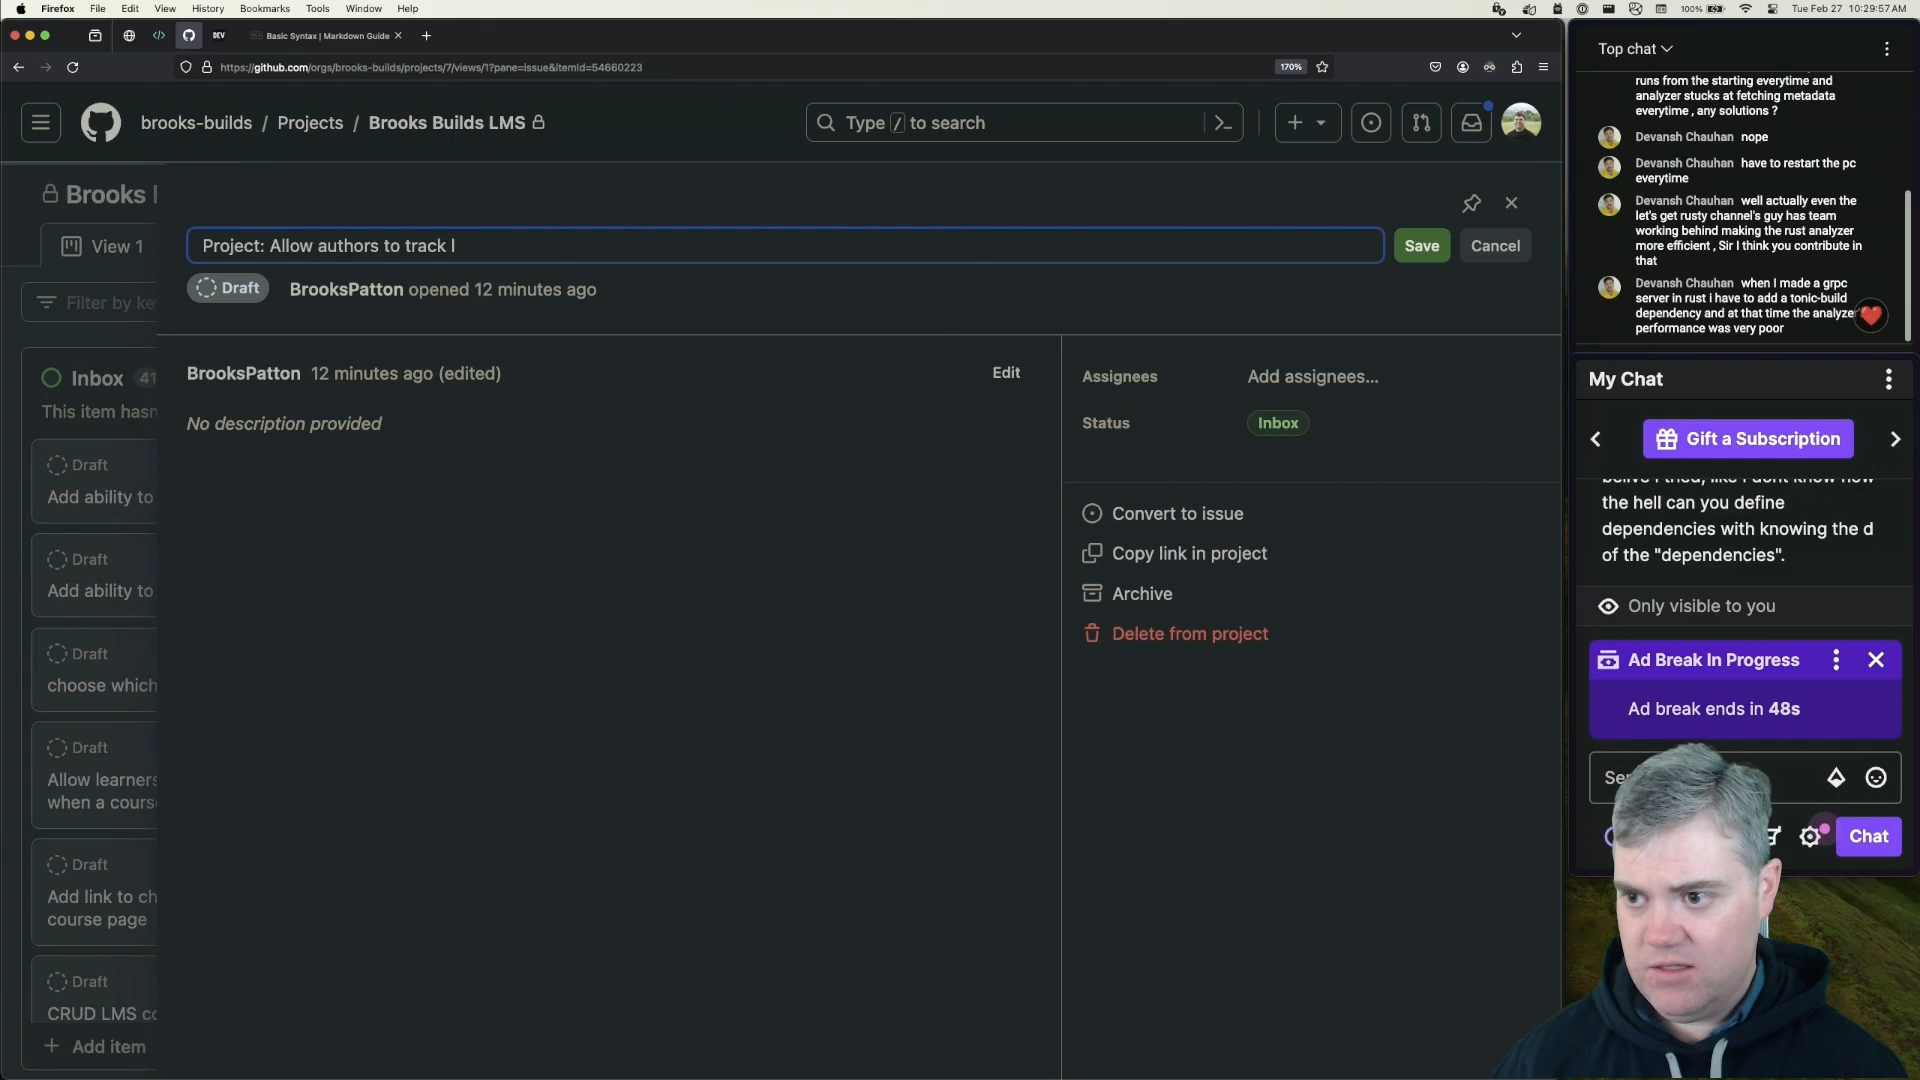 Firefox File Edit View History Bookmarks Tools Window Help
100% Tue Feb 27 10:29:57 AM
DEV Basic Syntax | Markdown Guide
https://github.com/orgs/brooks-builds/projects/7/views/1?pane=issue&itemId=54660223
170%
brooks-builds / Projects / Brooks Builds LMS
Type / to search
Brooks
View 1
Filter by
Project: Allow authors to track l
Save
Cancel
Draft
BrooksPatton opened 12 minutes ago
BrooksPatton 12 minutes ago (edited)
Edit
No description provided
Assignees
Add assignees...
Status
Inbox
Convert to issue
Copy link in project
Archive
Delete from project
Inbox 41
This item hasn
Draft
Add ability to
Draft
Add ability to
Draft
choose which
Draft
Allow learners
when a cours
Draft
Add link to ch
course page
Draft
CRUD LMS co
+ Add item
Top chat
runs from the starting everytime and
analyzer stucks at fetching metadata
everytime , any solutions ?
Devansh Chauhan nope
Devansh Chauhan have to restart the pc
everytime
Devansh Chauhan well actually even the
let's get rusty channel's guy has team
working behind making the rust analyzer
more efficient , Sir I think you contribute in
that
Devansh Chauhan when I made a grpc
server in rust i have to add a tonic-build
dependency and at that time the analyze
performance was very poor
My Chat
Gift a Subscription
the hell can you define
dependencies with knowing the d
of the "dependencies".
Only visible to you
Ad Break In Progress
Ad break ends in 48s
Chat